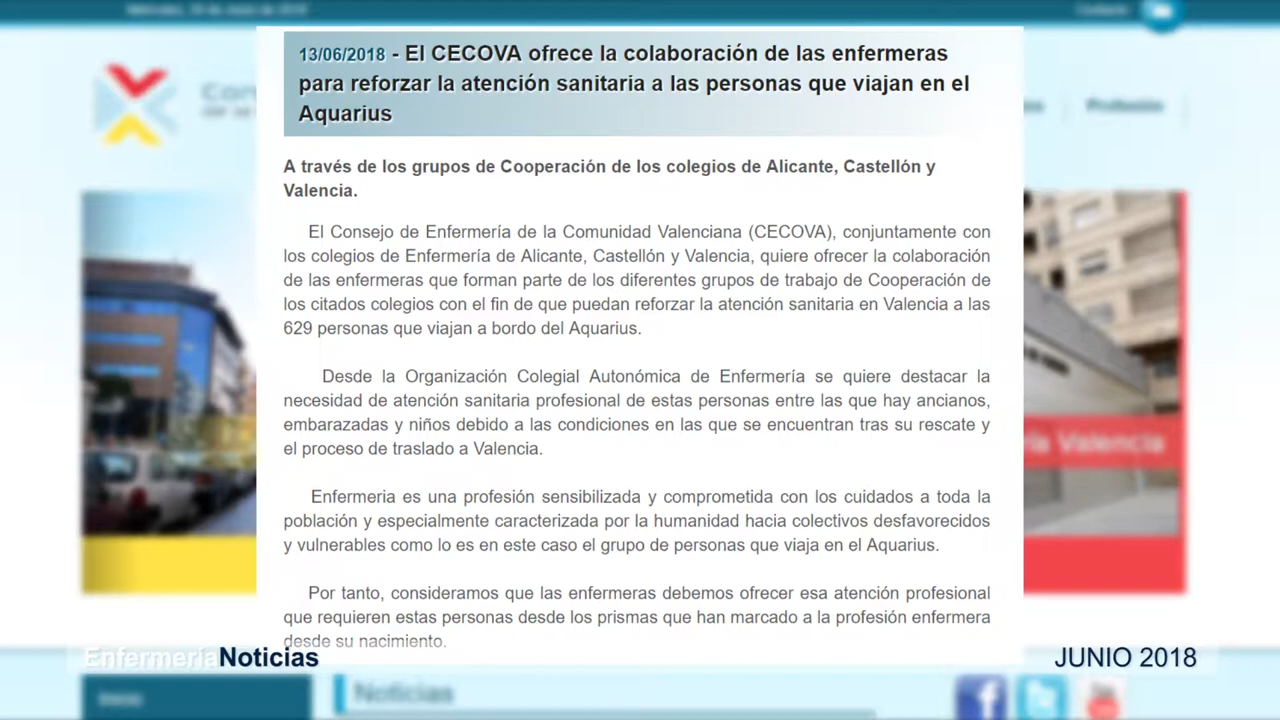 13/06/2018 - El CECOVA ofrece la colaboración de las enfermeras
para reforzar la atención sanitaria a las personas que viajan en el
Aquarius
A través de los grupos de Cooperación de los colegios de Alicante, Castellón y
Valencia.
El Consejo de Enfermería de la Comunidad Valenciana (CECOVA), conjuntamente con
los colegios de Enfermería de Alicante, Castellón y Valencia, quiere ofrecer la colaboración
de las enfermeras que forman parte de los diferentes grupos de trabajo de Cooperación de
los citados colegios con el fin de que puedan reforzar la atención sanitaria en Valencia a las
629 personas que viajan a bordo del Aquarius.
Desde la Organización Colegial Autonómica de Enfermería se quiere destacar la
necesidad de atención sanitaria profesional de estas personas entre las que hay ancianos,
embarazadas y niños debido a las condiciones en las que se encuentran tras su rescate y
el proceso de traslado a Valencia.
Enfermeria es una profesión sensibilizada y comprometida con los cuidados a toda la
población y especialmente caracterizada por la humanidad hacia colectivos desfavorecidos
y vulnerables como lo es en este caso el grupo de personas que viaja en el Aquarius.
Por tanto, consideramos que las enfermeras debemos ofrecer esa atención profesional
que requieren estas personas desde los prismas que han marcado a la profesión enfermera
desde su nacimiento.
EnfermeríaNoticias
JUNIO 2018
Profesión
ría Valencia
Inicio
Noticias